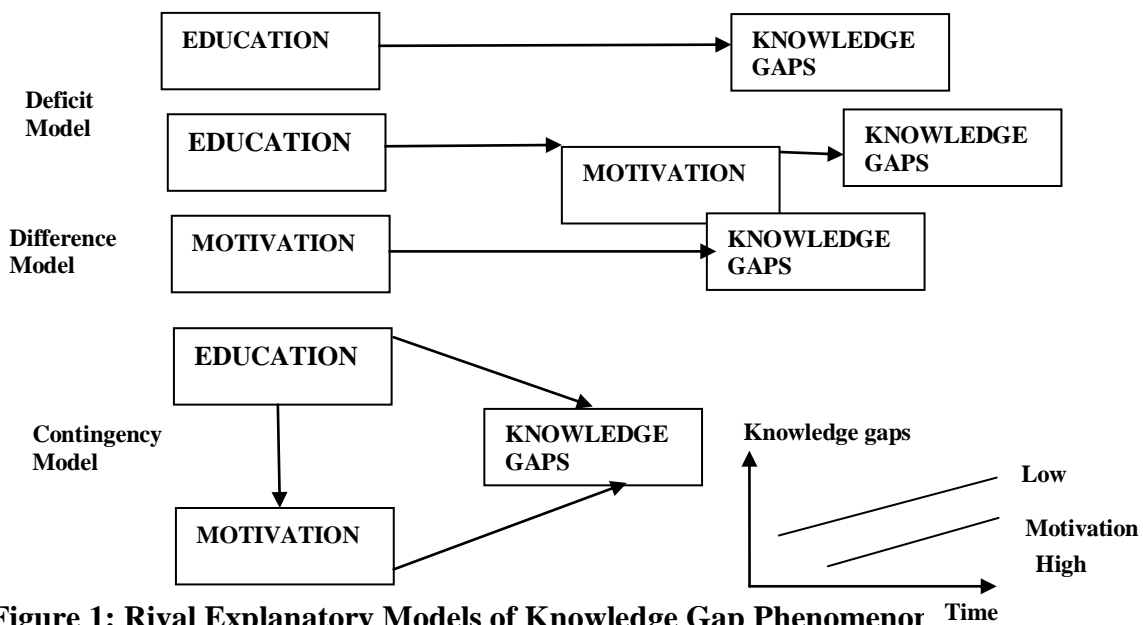 EDUCATION
KNOWLEDGE
GAPS
Deficit
Model
EDUCATION
MOTIVATION
KNOWLEDGE
GAPS
Difference
Model
MOTIVATION
KNOWLEDGE
GAPS
EDUCATION
Contingency
Model
KNOWLEDGE
GAPS
MOTIVATION
Knowledge gaps
Low
Motivation
High
Time
Figure 1: Rival Explanatory Models of Knowledge Gap Phenomenon